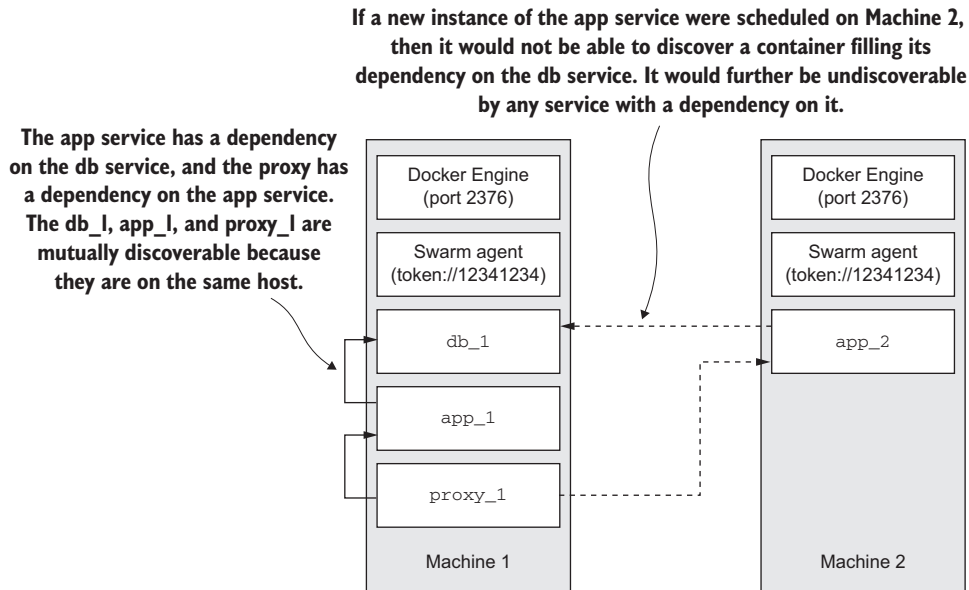 If a new instance of the app service were scheduled on Machine 2,
then it would not be able to discover a container filling its
dependency on the db service. It would further be undiscoverable
by any service with a dependency on it.
The app service has a dependency
on the db service, and the proxy has
a dependency on the app service.
The db_1, app_1, and proxy_1 are
mutually discoverable because
they are on the same host.
Docker Engine
(port 2376)
Swarm agent
(token://12341234)
db_1
app_1
proxy_1
Machine 1
Docker Engine
(port 2376)
Swarm agent
(token://12341234)
app_2
Machine 2